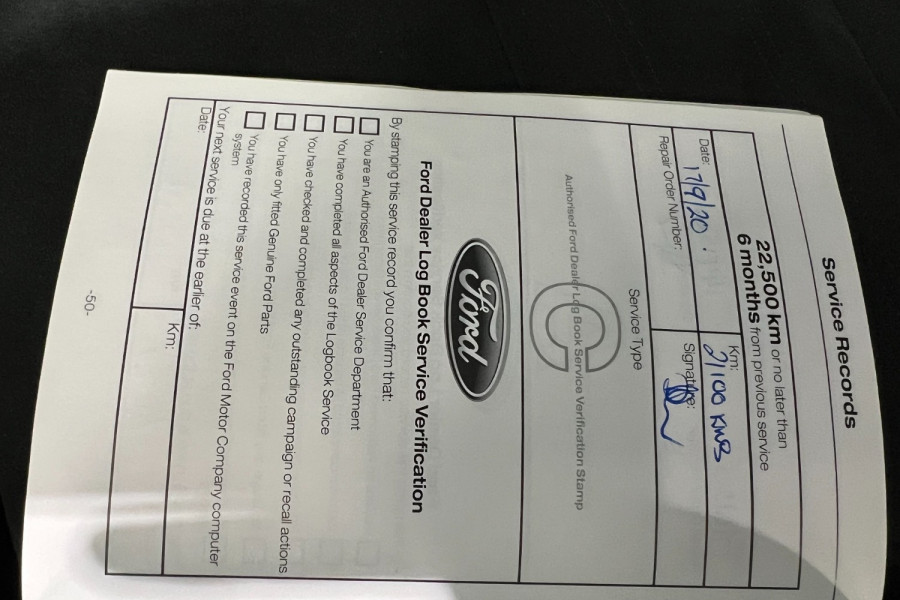 Service Records
22,500 km or no later than
6 months from previous service
Date: 17/9/20 .
Km: 21100 KMS
Repair Order Number:
Signature:
Service Type
C
Authorised Ford Dealer Log Book Service Verification Stamp
Ford
Ford Dealer Log Book Service Verification
By stamping this service record you confirm that:
You are an Authorised Ford Dealer Service Department
You have completed all aspects of the Logbook Service
You have checked and completed any outstanding campaign or recall actions
You have only fitted Genuine Ford Parts
You have recorded this service event on the Ford Motor Company computer
system
Your next service is due at the earlier of:
Date:
Km:
-50-